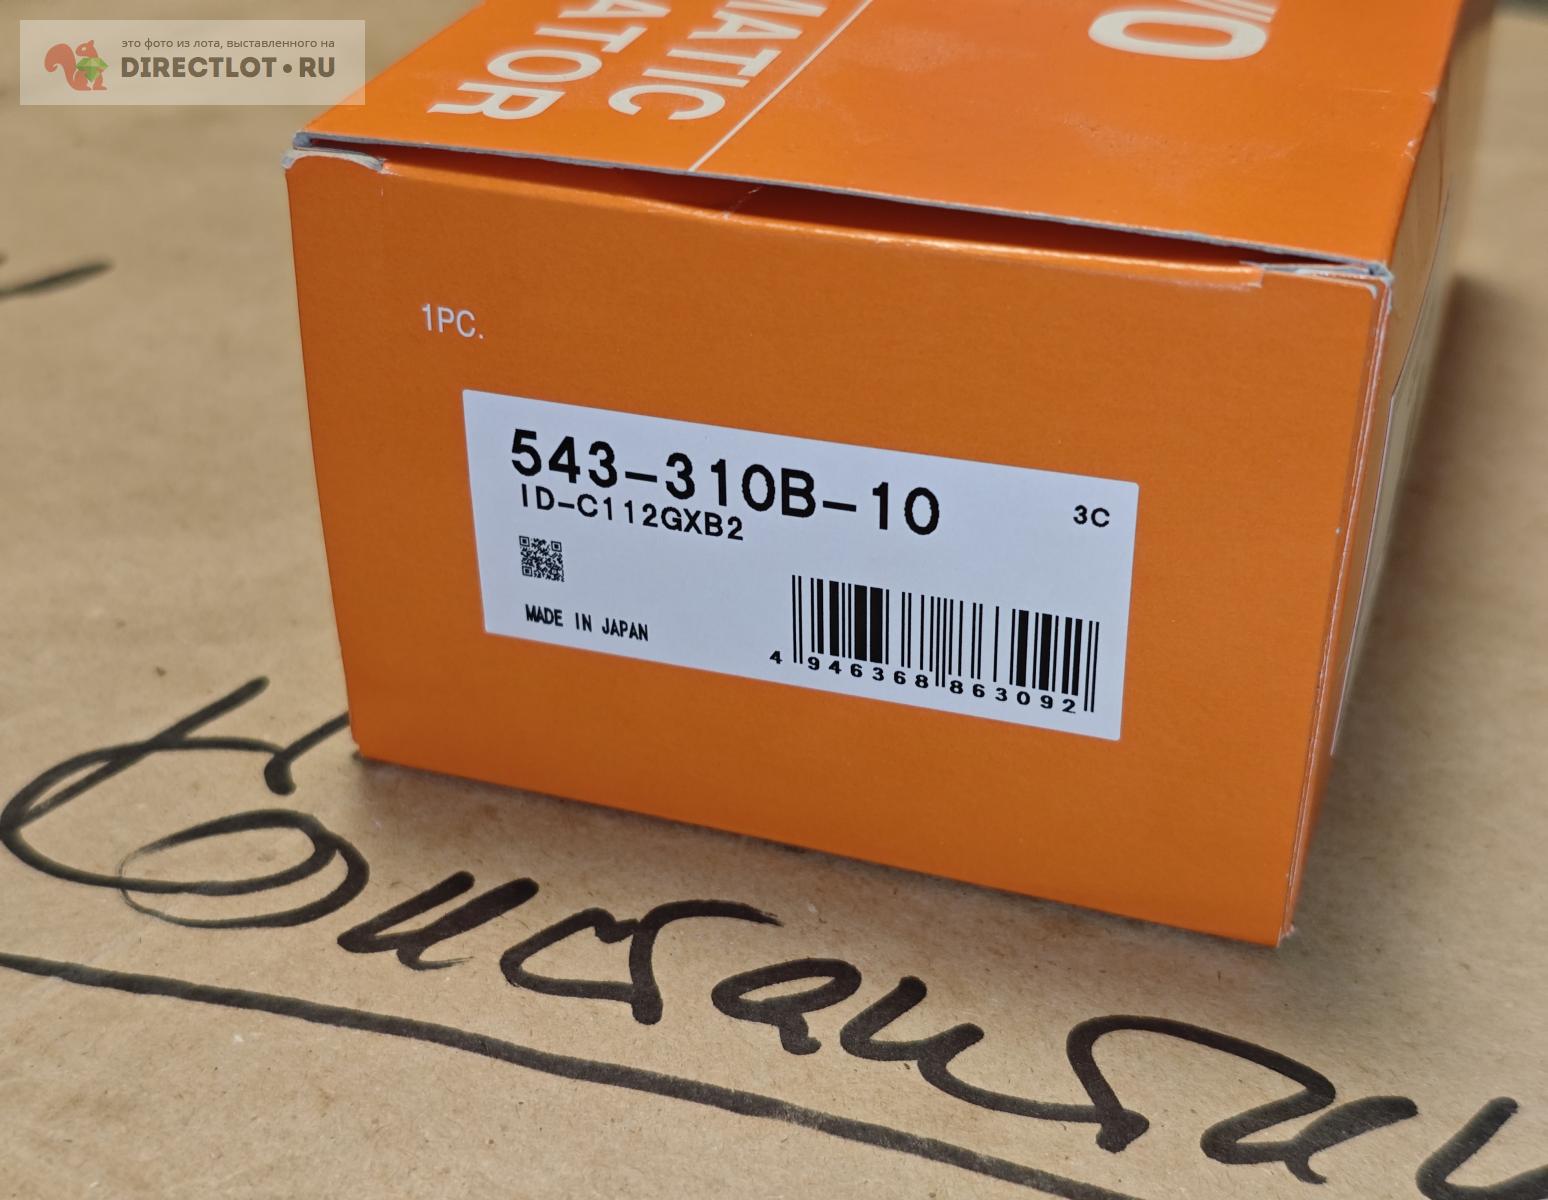 это фото из лота, выставленного на
DIRECTLOT•RU
MATIC
ATOR
1PC.
543-310B-10
ID-C112GXB2
3C
MADE IN JAPAN
4 946368 863092